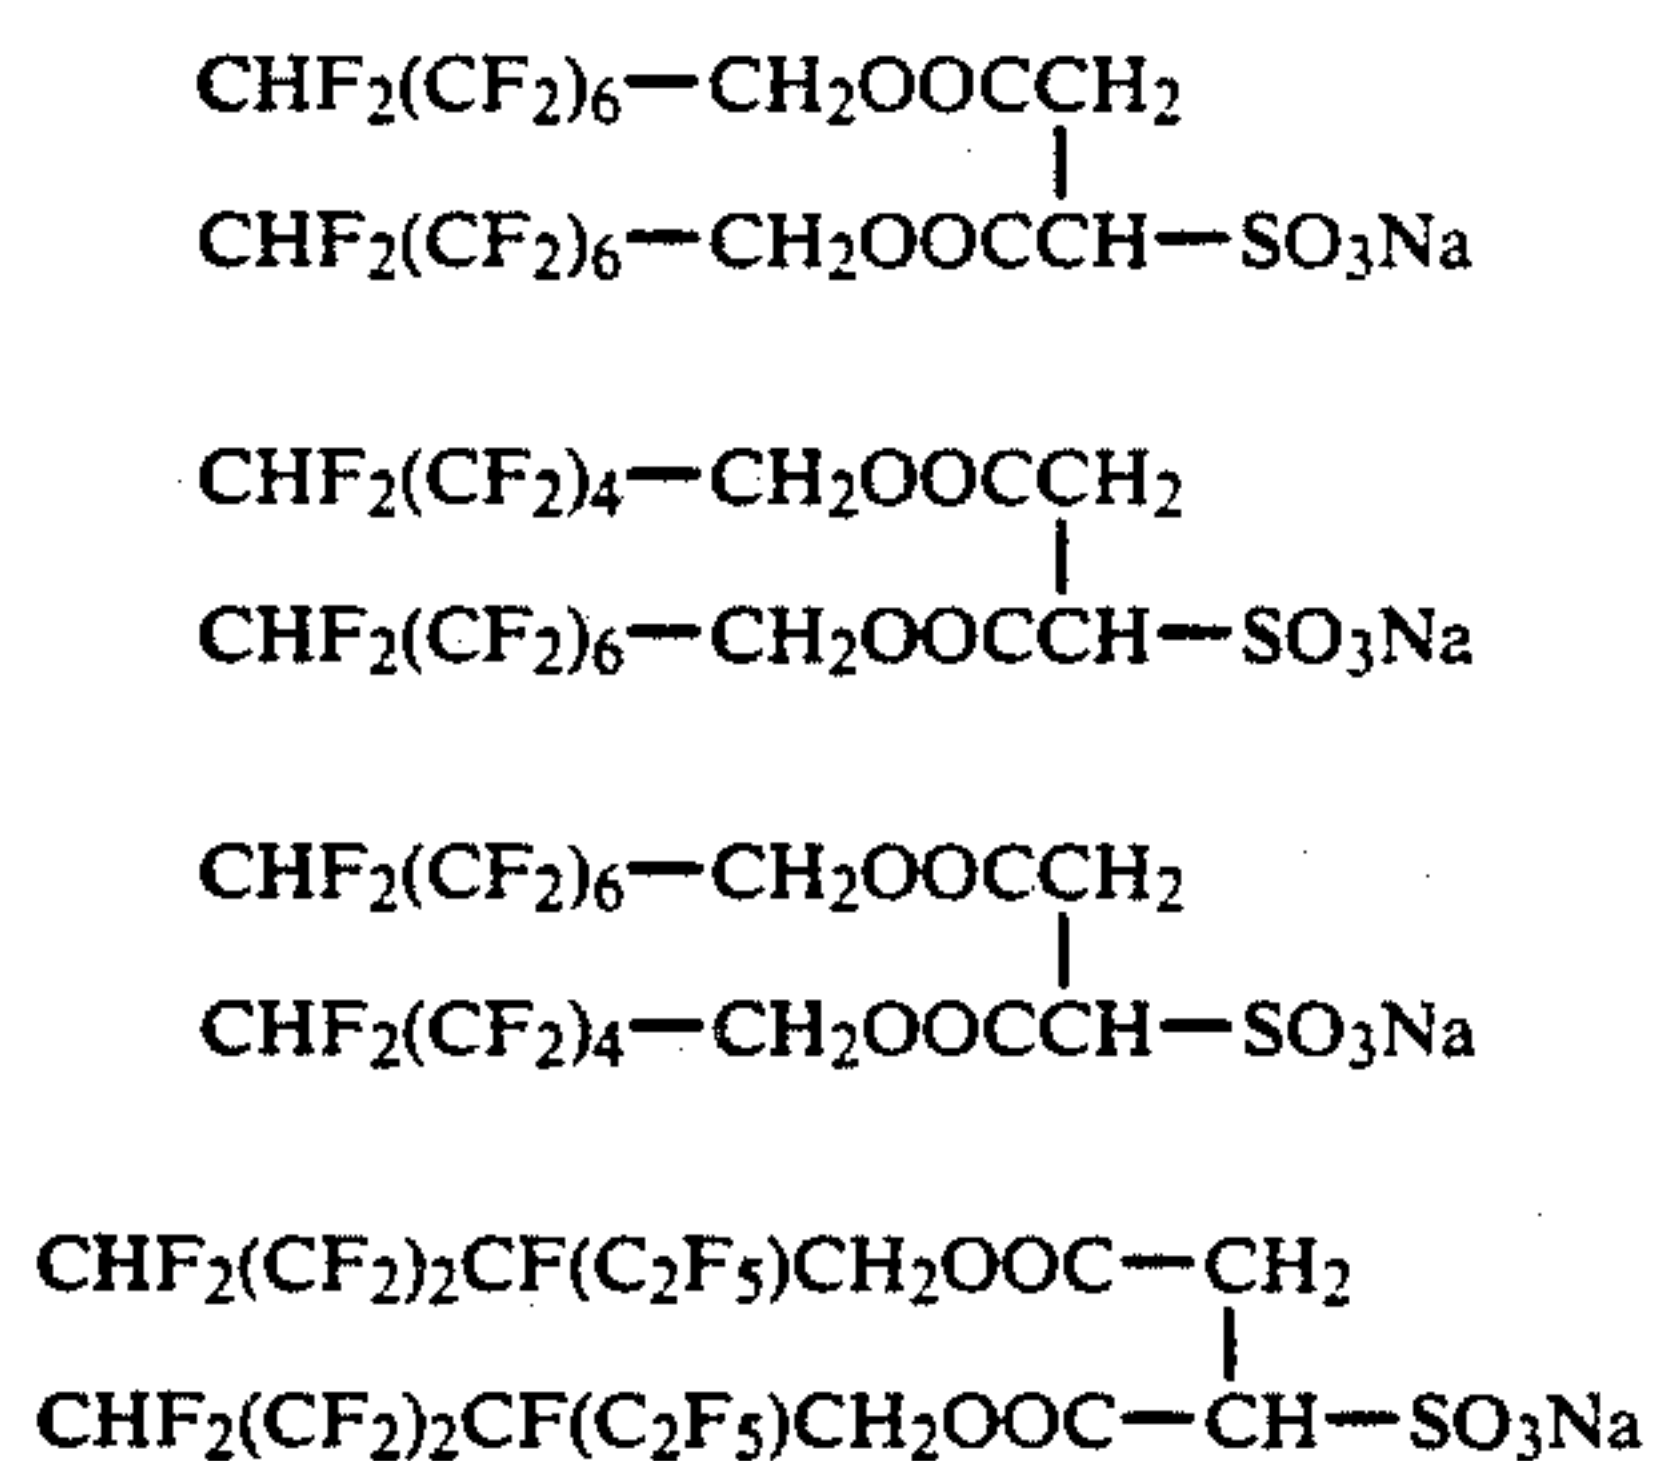 CHF₂(CF₂)₆—CH₂OOCCH₂
CHF₂(CF₂)₆—CH₂OOCCH—SO₃Na
CHF₂(CF₂)₄—CH₂OOCCH₂
CHF₂(CF₂)₆—CH₂OOCCH—SO₃Na
CHF₂(CF₂)₆—CH₂OOCCH₂
CHF₂(CF₂)₄—CH₂OOCCH—SO₃Na
CHF₂(CF₂)₂CF(C₂F₅)CH₂OOC—CH₂
CHF₂(CF₂)₂CF(C₂F₅)CH₂OOC—CH—SO₃Na